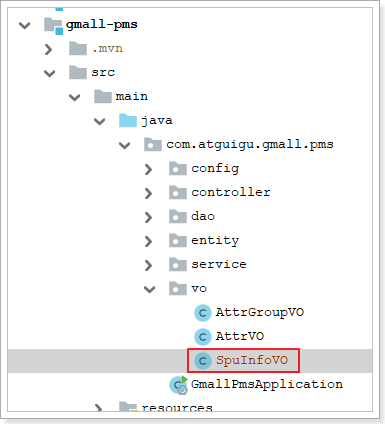 gmall-pms
.mvn
src
main
java
com.atguigu.gmall.pms
config
controller
dao
entity
service
vo
AttrGroupVO
AttrVO
SpuInfoVO
GmallPmsApplication
resources